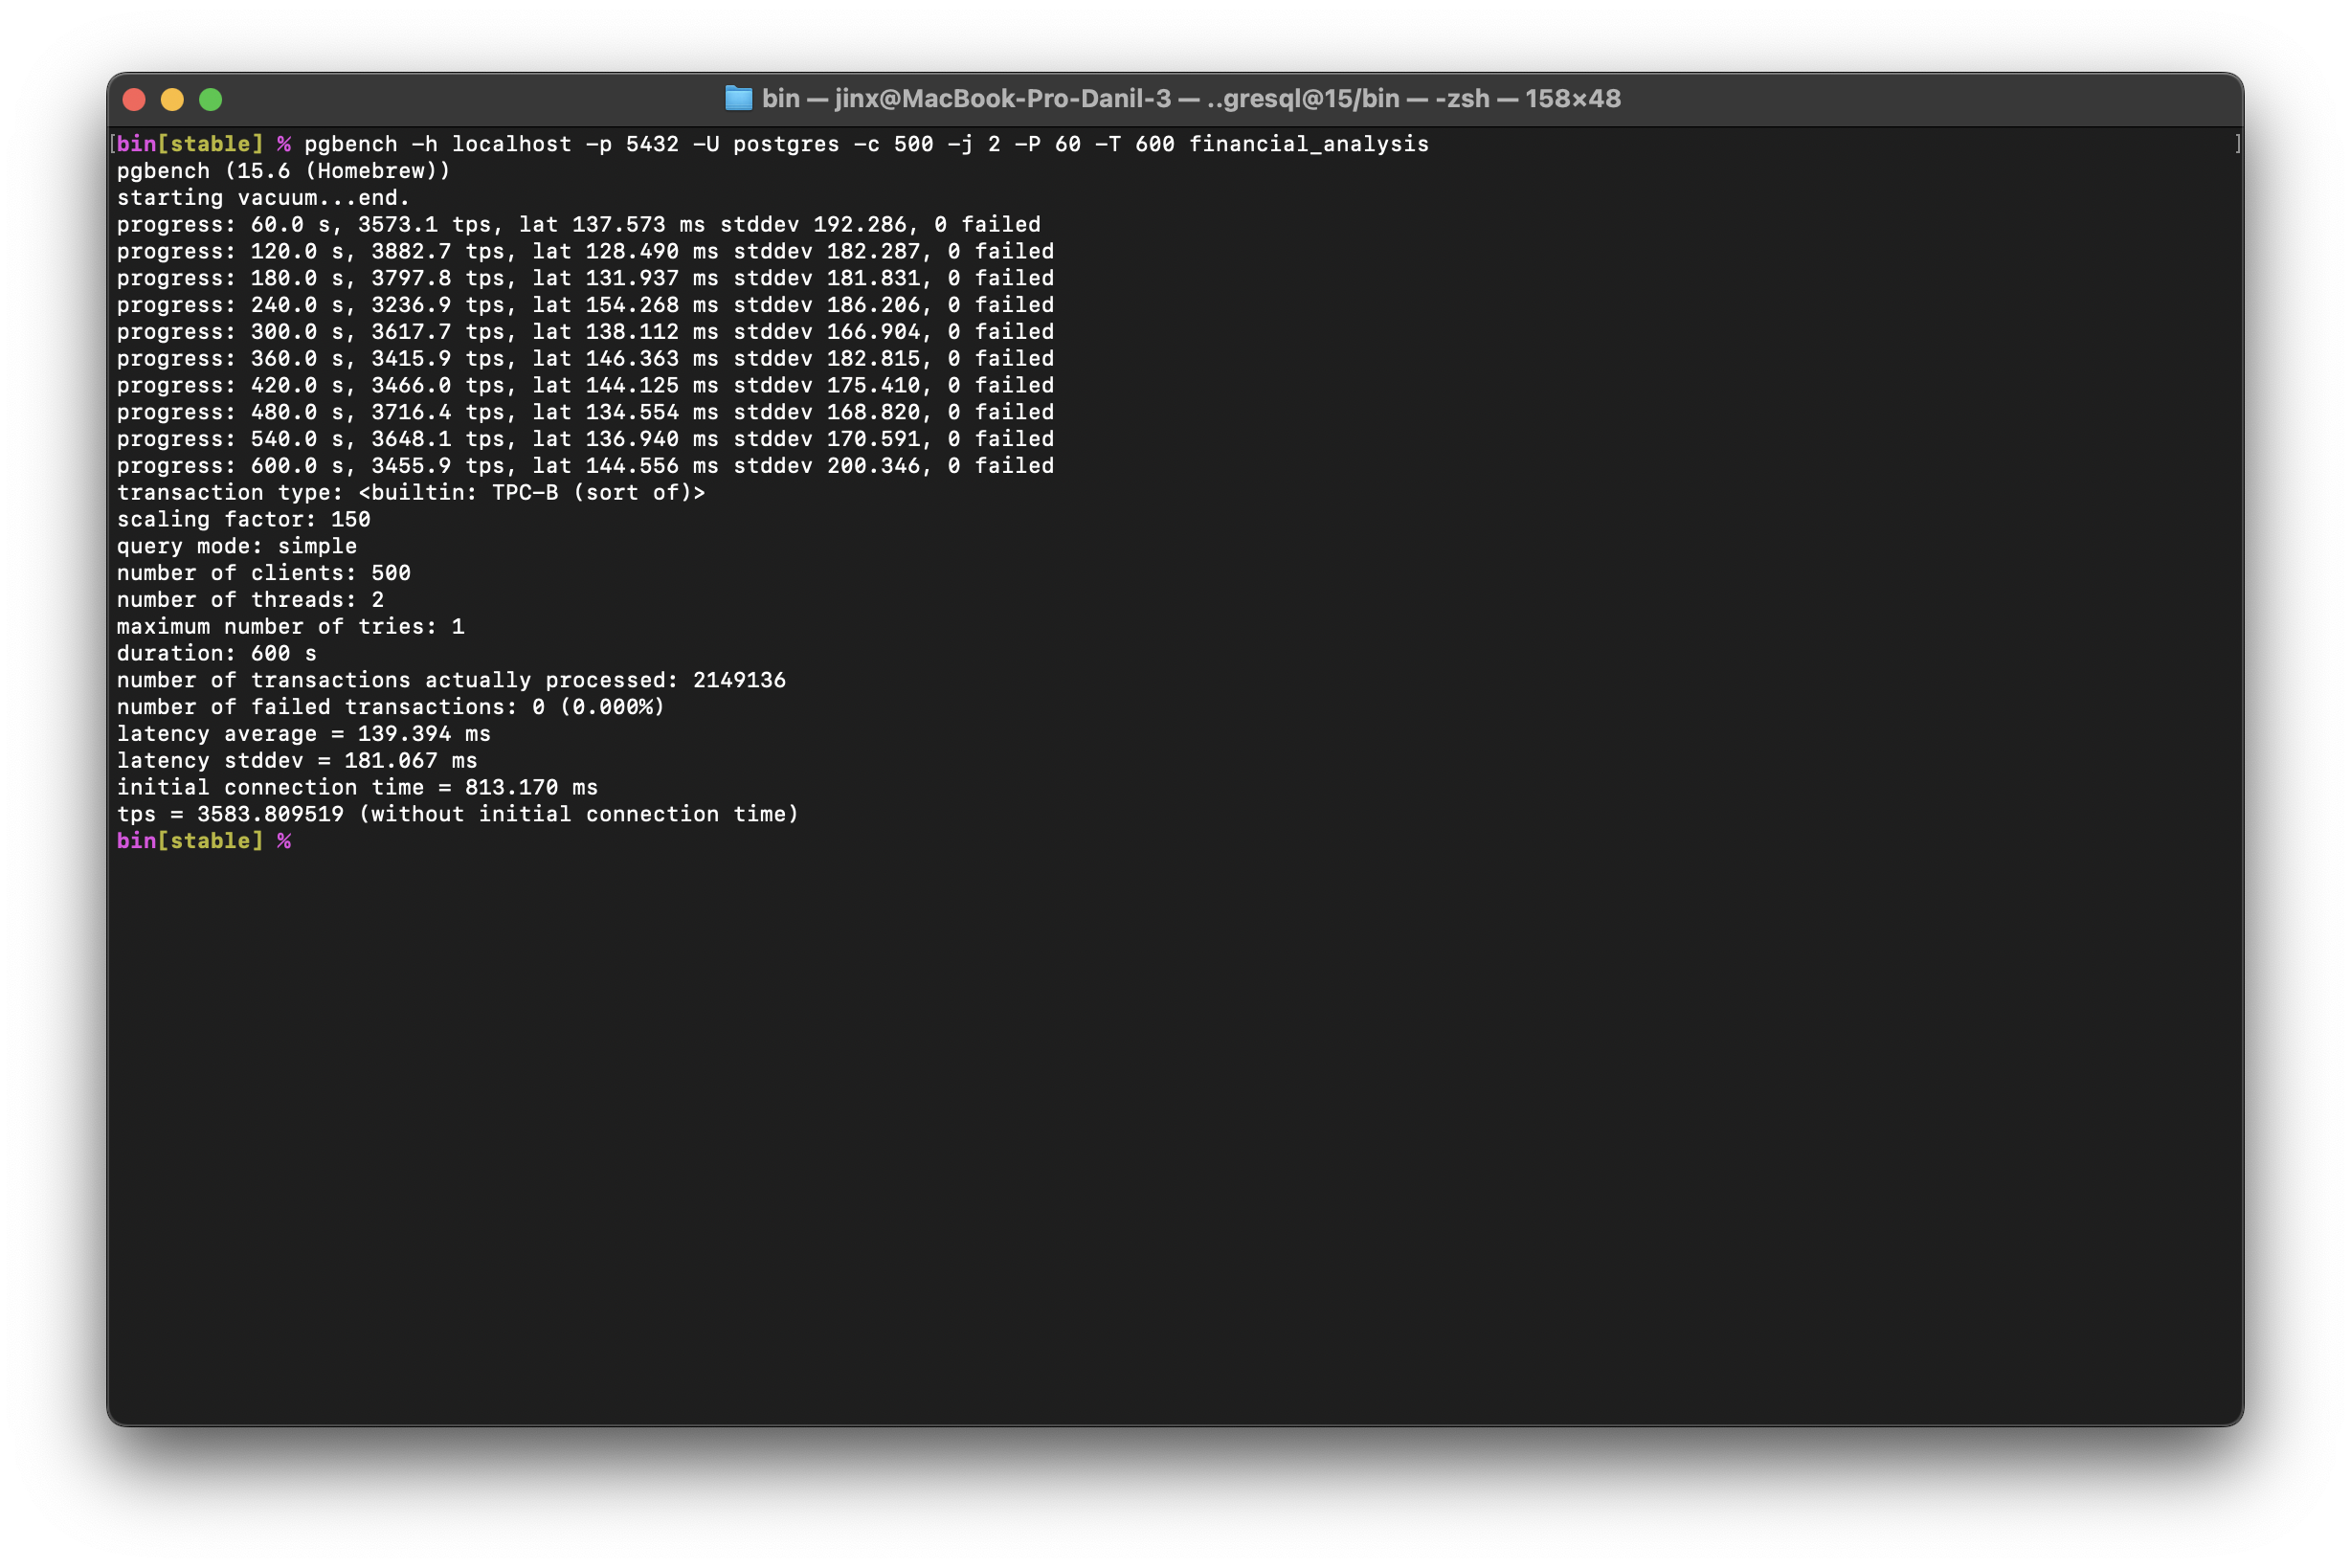 bin — jinx@MacBook-Pro-Danil-3 — ..gresql@15/bin — -zsh — 158×48
[bin[stable] % pgbench -h localhost -p 5432 -U postgres -c 500 -j 2 -P 60 -T 600 financial_analysis ]
pgbench (15.6 (Homebrew))
starting vacuum...end.
progress: 60.0 s, 3573.1 tps, lat 137.573 ms stddev 192.286, 0 failed
progress: 120.0 s, 3882.7 tps, lat 128.490 ms stddev 182.287, 0 failed
progress: 180.0 s, 3797.8 tps, lat 131.937 ms stddev 181.831, 0 failed
progress: 240.0 s, 3236.9 tps, lat 154.268 ms stddev 186.206, 0 failed
progress: 300.0 s, 3617.7 tps, lat 138.112 ms stddev 166.904, 0 failed
progress: 360.0 s, 3415.9 tps, lat 146.363 ms stddev 182.815, 0 failed
progress: 420.0 s, 3466.0 tps, lat 144.125 ms stddev 175.410, 0 failed
progress: 480.0 s, 3716.4 tps, lat 134.554 ms stddev 168.820, 0 failed
progress: 540.0 s, 3648.1 tps, lat 136.940 ms stddev 170.591, 0 failed
progress: 600.0 s, 3455.9 tps, lat 144.556 ms stddev 200.346, 0 failed
transaction type: <builtin: TPC-B (sort of)>
scaling factor: 150
query mode: simple
number of clients: 500
number of threads: 2
maximum number of tries: 1
duration: 600 s
number of transactions actually processed: 2149136
number of failed transactions: 0 (0.000%)
latency average = 139.394 ms
latency stddev = 181.067 ms
initial connection time = 813.170 ms
tps = 3583.809519 (without initial connection time)
bin[stable] %